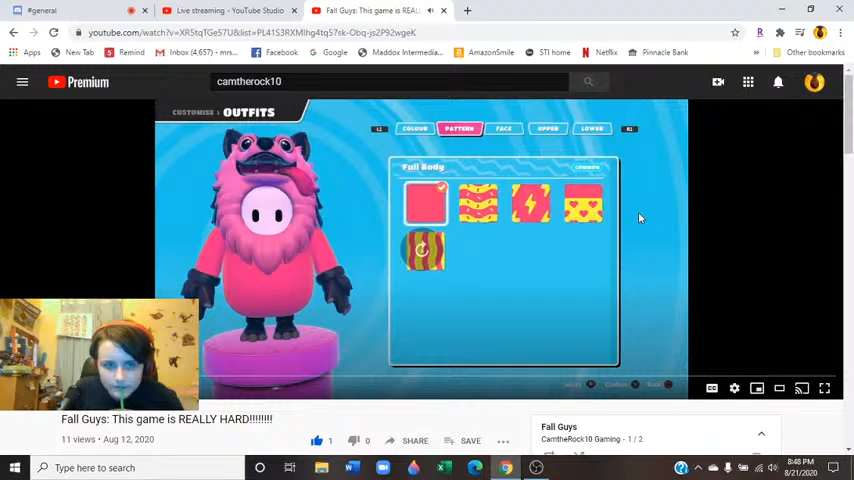 #general
Live streaming - YouTube Studio
Fall Guys: This game is REAL
youtube.com/watch?v=XR5tqTGe57U&list=PL41S3RXMlhg4tq57sk-Obq-js2P92wgeK
Apps
New Tab
Remind
Inbox (4,657) - mrs...
Facebook
Google
Maddox Intermedia...
AmazonSmile
STI home
Netflix
Pinnacle Bank
Other bookmarks
Premium
camtherock10
CUSTOMISE › OUTFITS
L1
COLOUR
PATTERN
FACE
UPPER
LOWER
R1
Full Body
COMMON
Fall Guys: This game is REALLY HARD!!!!!!!!
11 views • Aug 12, 2020
1
0
SHARE
SAVE
Fall Guys
CamtheRock10 Gaming - 1 / 2
Type here to search
8:48 PM
8/21/2020